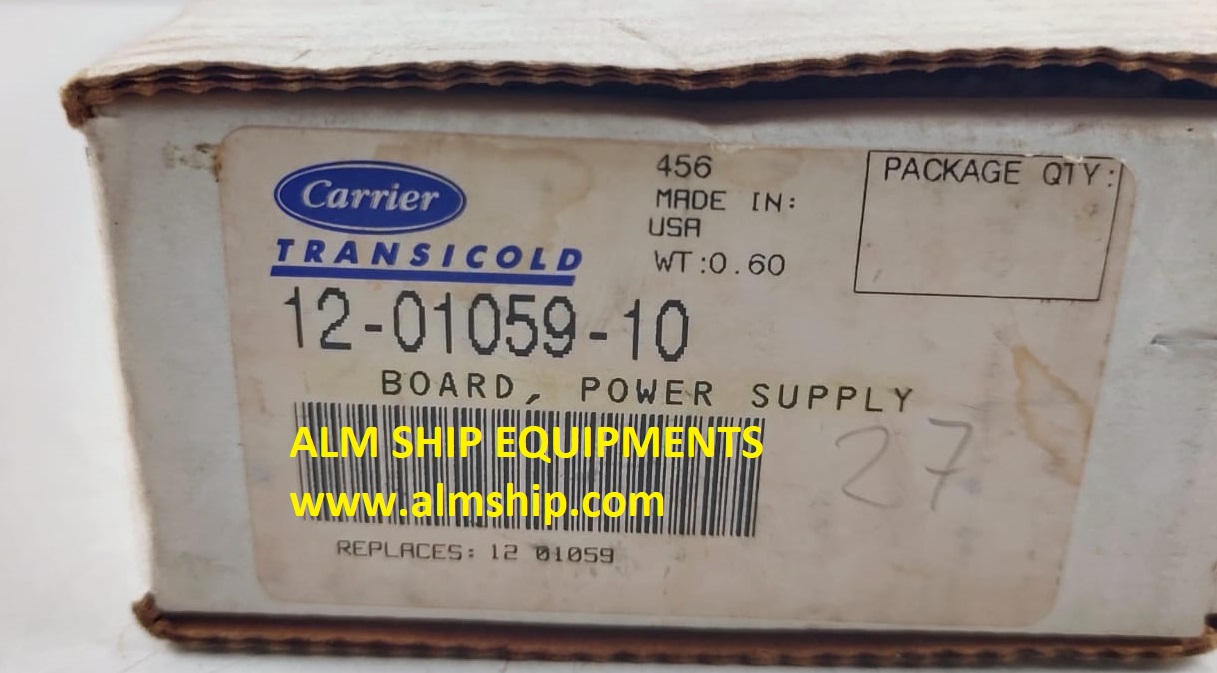 Carrier
TRANSICOLD
456
MADE IN:
USA
WT:0.60
PACKAGE QTY:
12-01059-10
BOARD, POWER SUPPLY
ALM SHIP EQUIPMENTS
www.almship.com
27
REPLACES: 12 01059